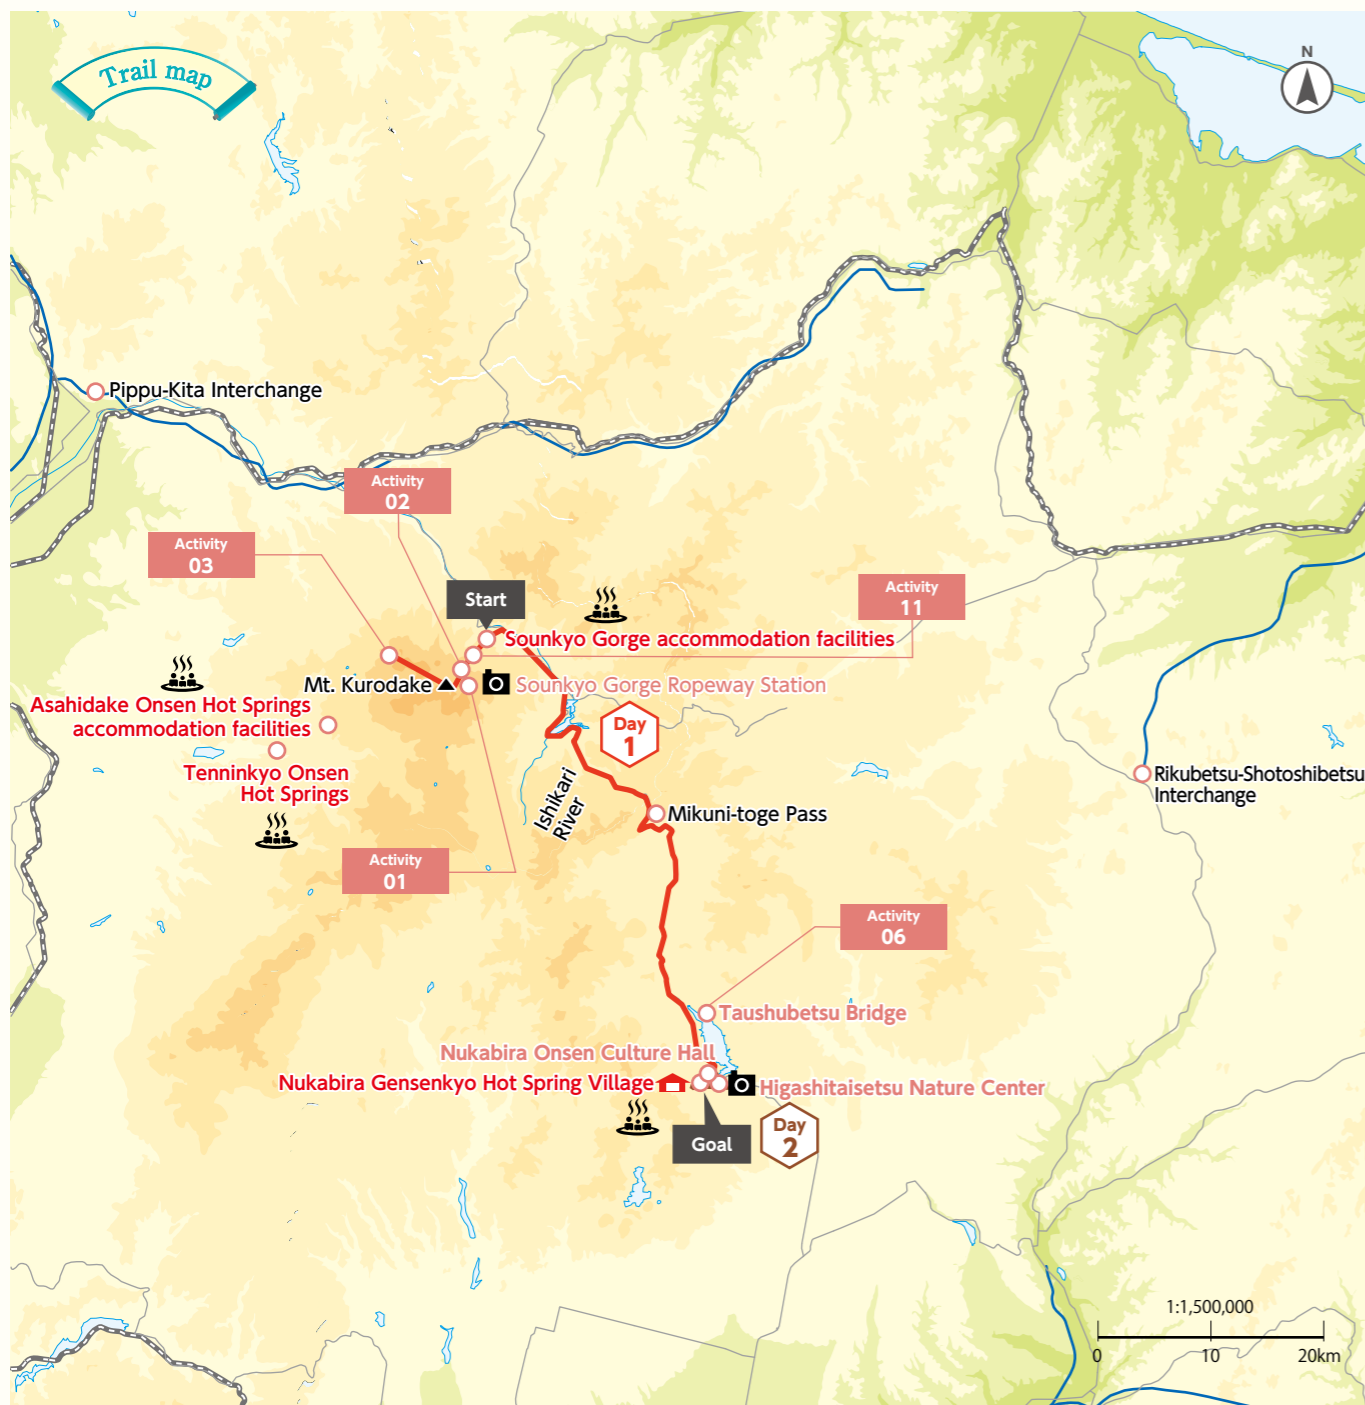 Trail map
N
Pippu-Kita Interchange
Activity
02
Activity
03
Activity
11
Start
Sounkyo Gorge accommodation facilities
Mt. Kurodake
Sounkyo Gorge Ropeway Station
Asahidake Onsen Hot Springs
accommodation facilities
Day
1
Tenninkyo Onsen
Hot Springs
Rikubetsu-Shotoshibetsu
Interchange
Ishikari
River
Mikuni-toge Pass
Activity
01
Activity
06
Taushubetsu Bridge
Nukabira Onsen Culture Hall
Nukabira Gensenkyo Hot Spring Village
Higashitaisetsu Nature Center
Goal
Day
2
1:1,500,000
0 10 20km